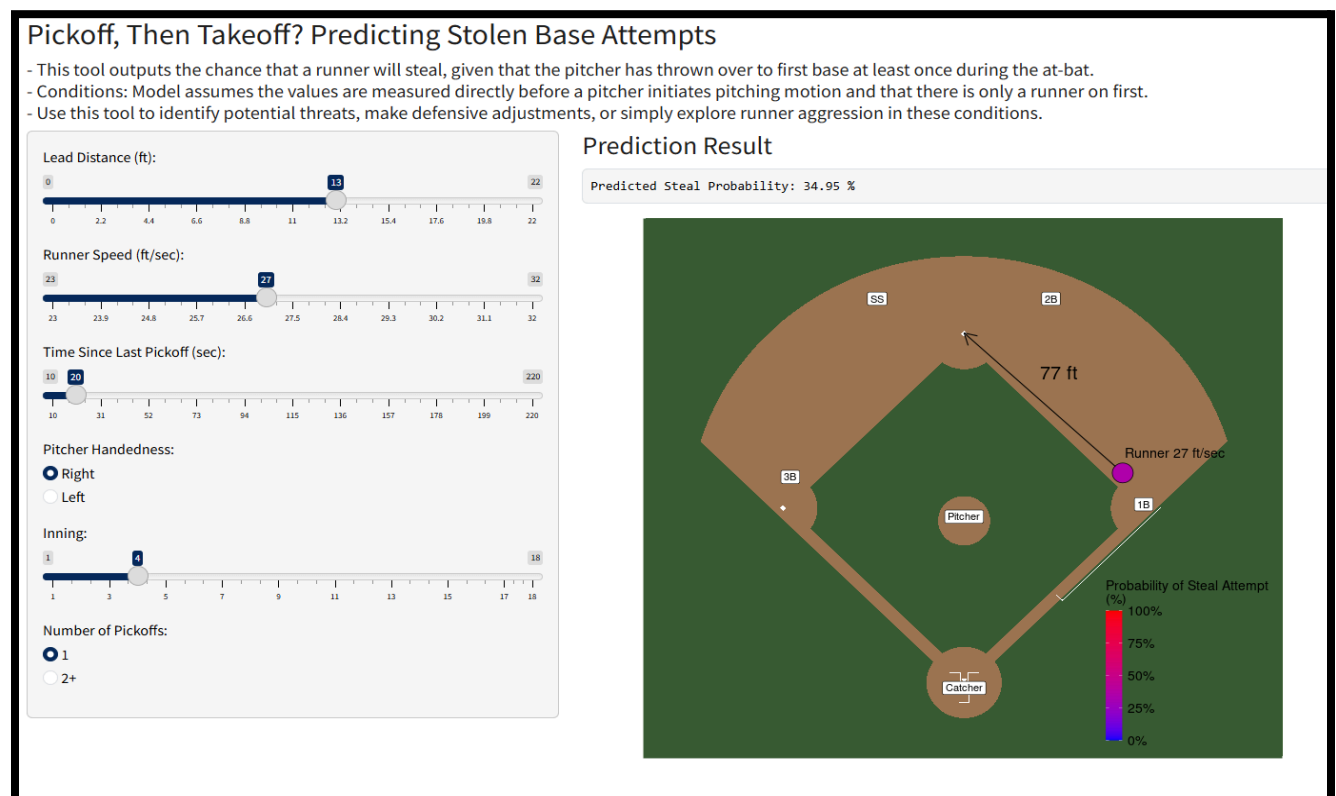 Pickoff, Then Takeoff? Predicting Stolen Base Attempts
- This tool outputs the chance that a runner will steal, given that the pitcher has thrown over to first base at least once during the at-bat.
- Conditions: Model assumes the values are measured directly before a pitcher initiates pitching motion and that there is only a runner on first.
- Use this tool to identify potential threats, make defensive adjustments, or simply explore runner aggression in these conditions.
Lead Distance (ft):
0 13 22
0 2.2 4.4 6.6 8.8 11 13.2 15.4 17.6 19.8 22
Runner Speed (ft/sec):
23 27 32
23 23.9 24.8 25.7 26.6 27.5 28.4 29.3 30.2 31.1 32
Time Since Last Pickoff (sec):
10 20 220
10 31 52 73 94 115 136 157 178 199 220
Pitcher Handedness:
Right
Left
Inning:
1 4 18
1 3 5 7 9 11 13 15 17 18
Number of Pickoffs:
1
2+
Prediction Result
Predicted Steal Probability: 34.95 %
SS 2B
77 ft
Runner 27 ft/sec
3B
1B
Pitcher
Probability of Steal Attempt
(%)
100%
75%
50%
25%
0%
Catcher